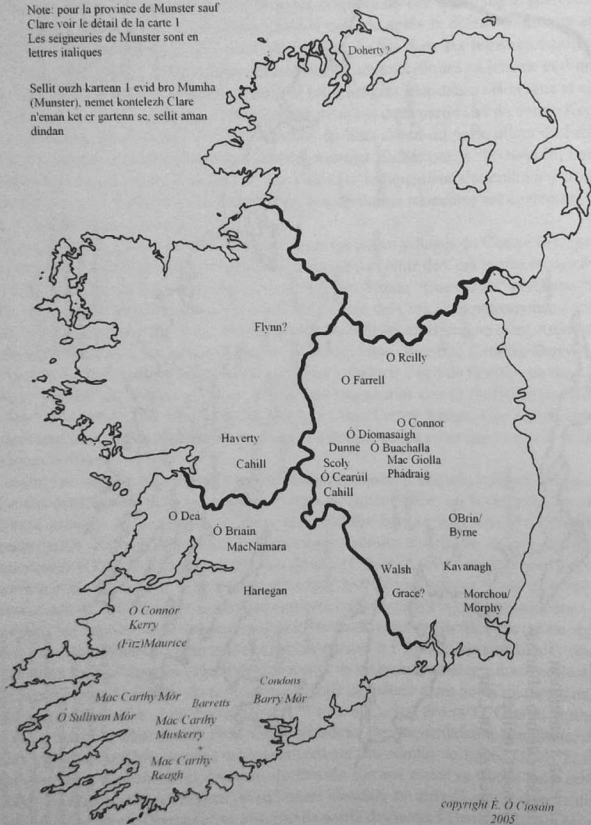 Note: pour la province de Munster sauf
Clare voir le détail de la carte 1
Les seigneuries de Munster sont en
lettres italiques
Sellit ouzh kartenn 1 evid bro Mumha
(Munster), nemet kontelezh Clare
n'eman ket er gartenn se, sellit aman
dindan
Doherty?
Flynn?
O Reilly
O Farrell
O Connor
Ó Diomasaigh
Dunne Ó Buachalla
Haverty
Scoly
Mac Giolla
Phádraig
Cahill
Ó Cearúil
Cahill
O Dea
Ó Briain
MacNamara
OBrin/
Byrne
Walsh
Kavanagh
Hartegan
Grace?
Morchou/
Morphy
O Connor
Kerry
(Fitz)Maurice
Condons
Mac Carthy Mór
Barretts
Barry Mór
Ó Sullivan Mór
Mac Carthy
Muskerry
Mac Carthy
Reagh
copyright É. Ó Ciosáin
2005